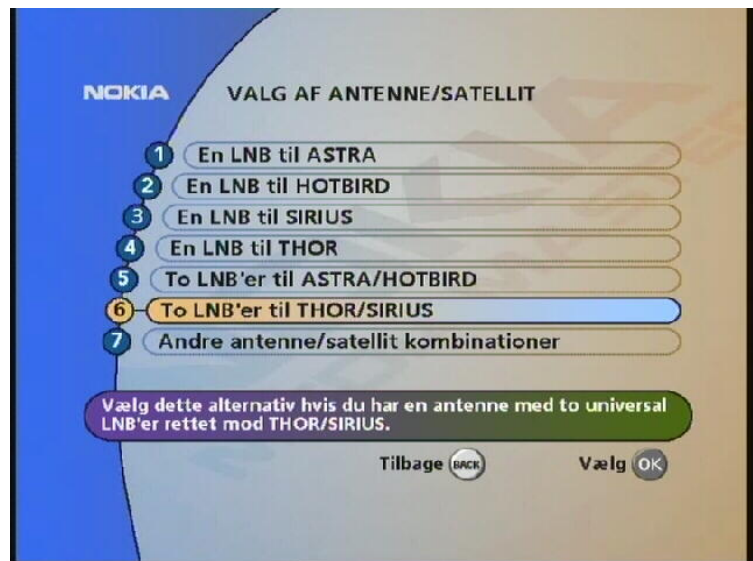 NOKIA VALG AF ANTENNE/SATELLIT
1 En LNB til ASTRA
2 En LNB til HOTBIRD
3 En LNB til SIRIUS
4 En LNB til THOR
5 To LNB'er til ASTRA/HOTBIRD
6 To LNB'er til THOR/SIRIUS
7 Andre antenne/satellit kombinationer
Vælg dette alternativ hvis du har en antenne med to universal
LNB'er rettet mod THOR/SIRIUS.
Tilbage BACK Vælg OK